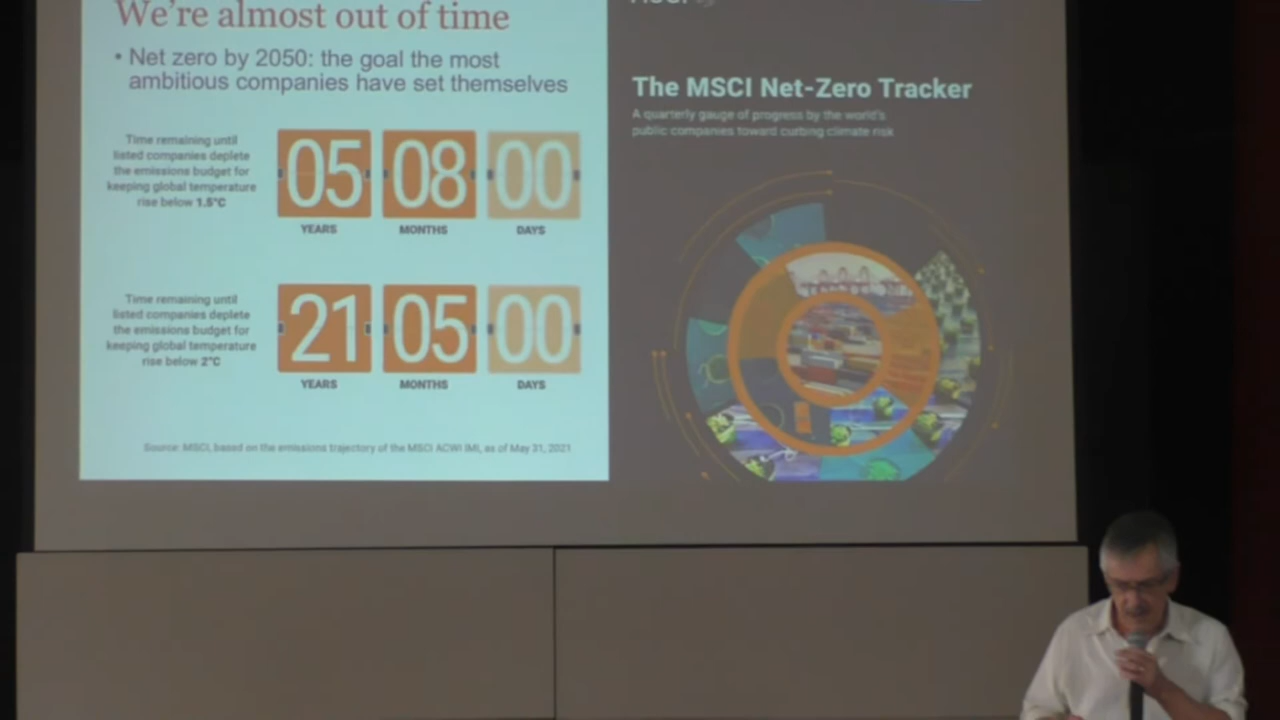 We're almost out of time
• Net zero by 2050: the goal the most
ambitious companies have set themselves
Time remaining until
listed companies deplete
the emissions budget for
keeping global temperature
rise below 1.5°C
05 08 00
YEARS MONTHS DAYS
Time remaining until
listed companies deplete
the emissions budget for
keeping global temperature
rise below 2°C
21 05 00
YEARS MONTHS DAYS
Source: MSCI, based on the emissions trajectory of the MSCI ACWI IMI, as of May 31, 2021
The MSCI Net-Zero Tracker
A quarterly gauge of progress by the world's
public companies toward curbing climate risk